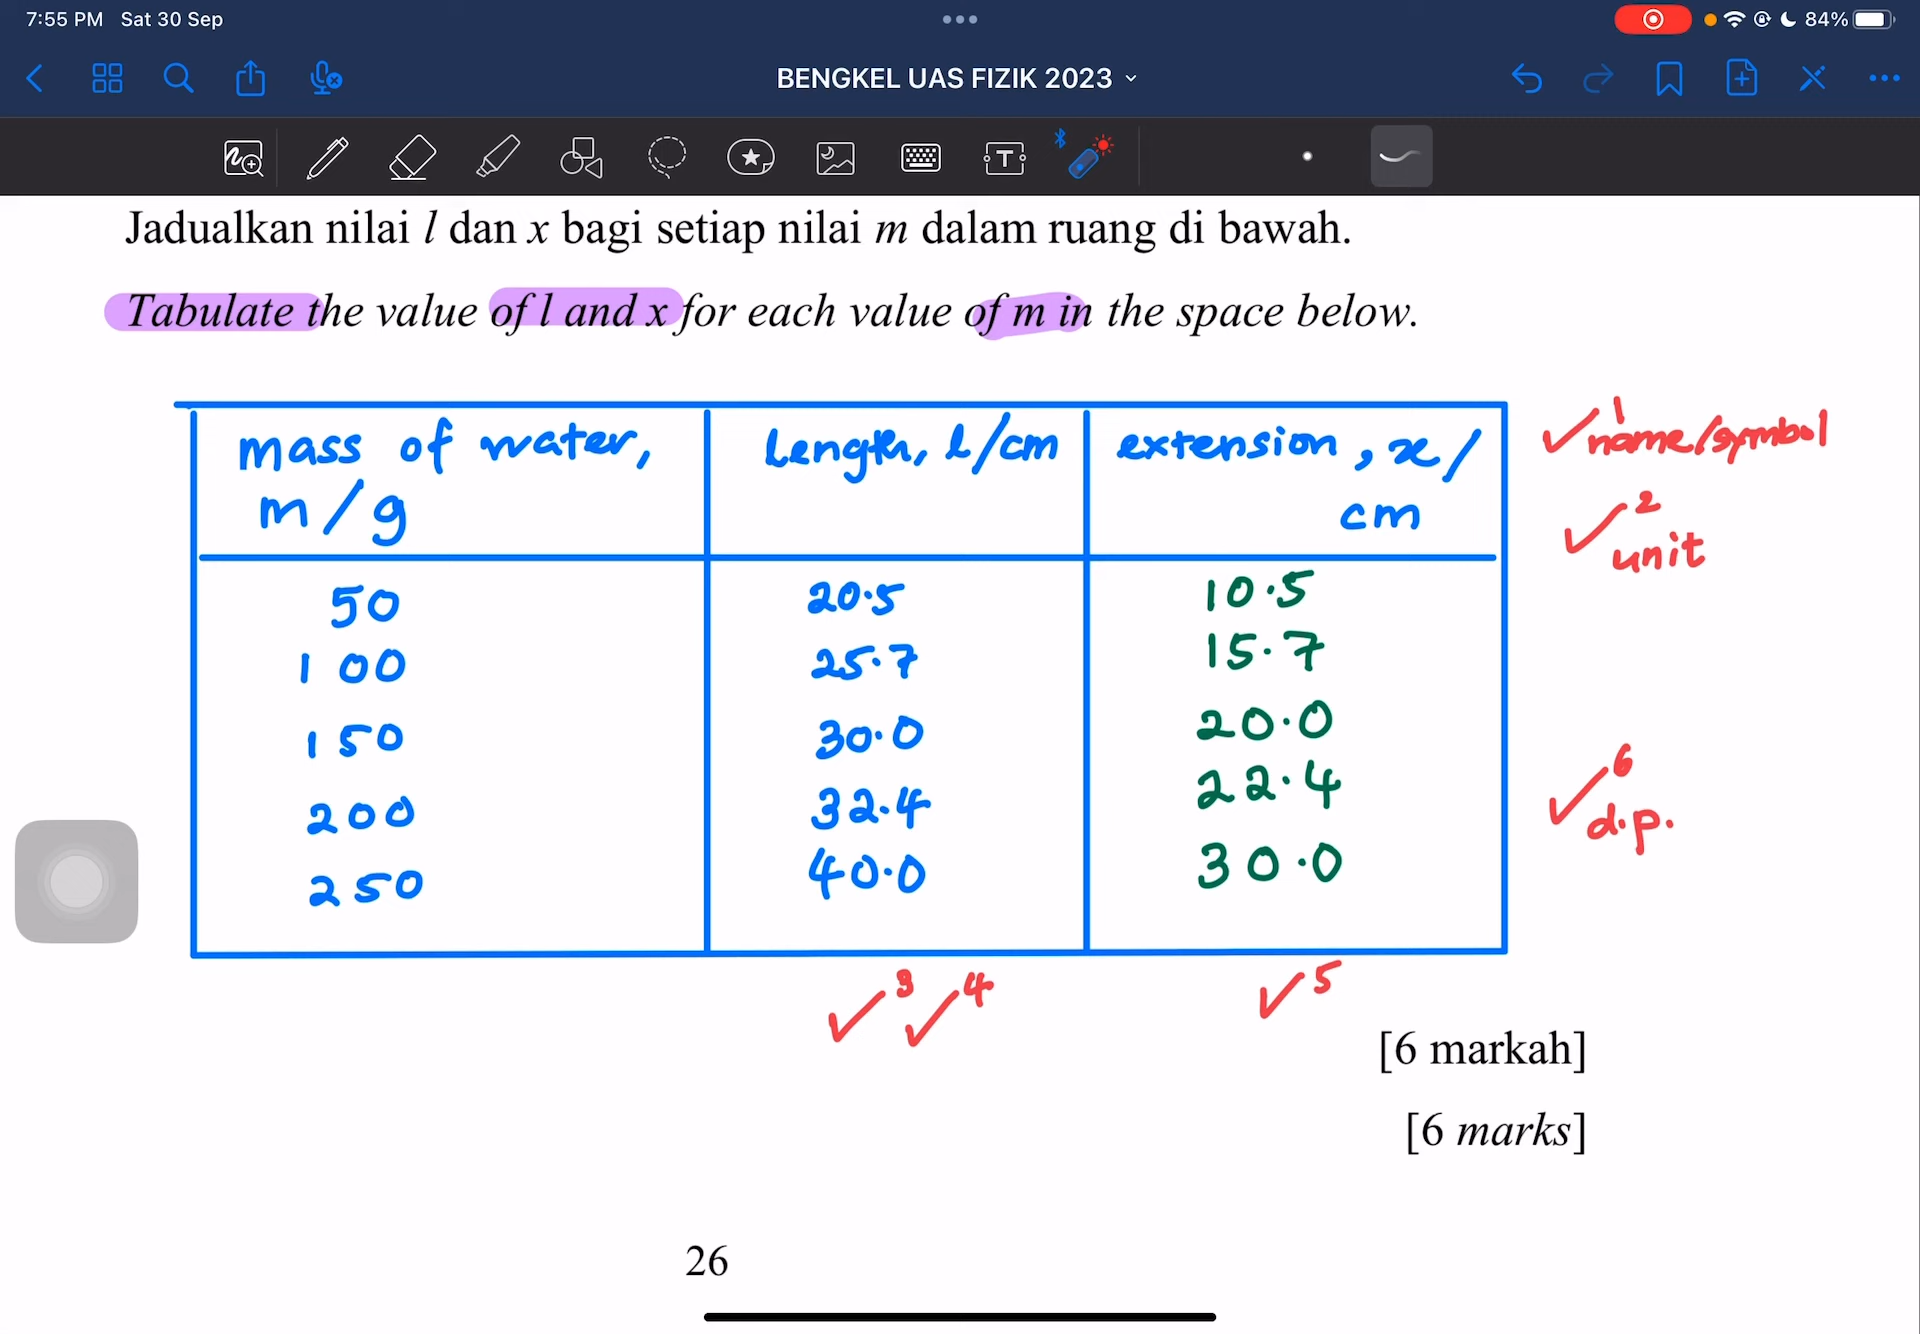 7:55 PM Sat 30 Sep
84%
BENGKEL UAS FIZIK 2023
Jadualkan nilai l dan x bagi setiap nilai m dalam ruang di bawah.
Tabulate the value of l and x for each value of m in the space below.
mass of water, m/g
length, l/cm
extension, x/ cm
✓1 name/symbol
✓2 unit
50 20.5 10.5
100 25.7 15.7
150 30.0 20.0
200 32.4 22.4
250 40.0 30.0
✓6 d.p.
✓3 ✓4 ✓5
[6 markah]
[6 marks]
26